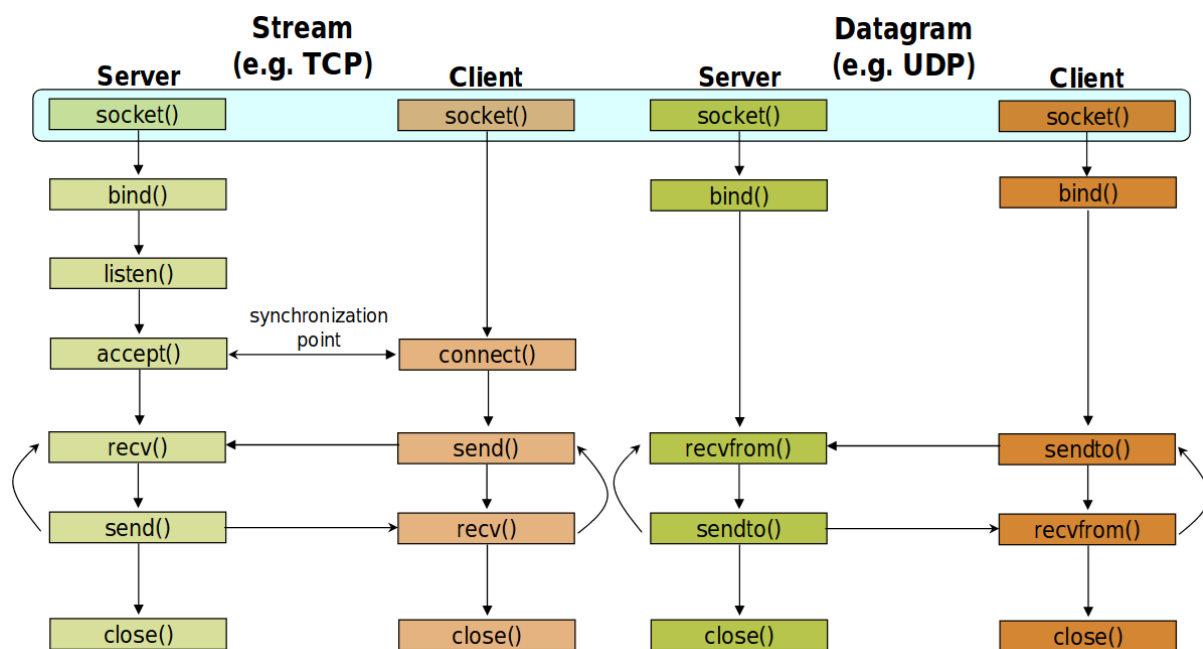 Stream
(e.g. TCP)
Datagram
(e.g. UDP)
Server
Client
Server
Client
socket()
socket()
socket()
socket()
bind()
bind()
bind()
listen()
synchronization
point
accept()
connect()
recv()
send()
recvfrom()
sendto()
send()
recv()
sendto()
recvfrom()
close()
close()
close()
close()